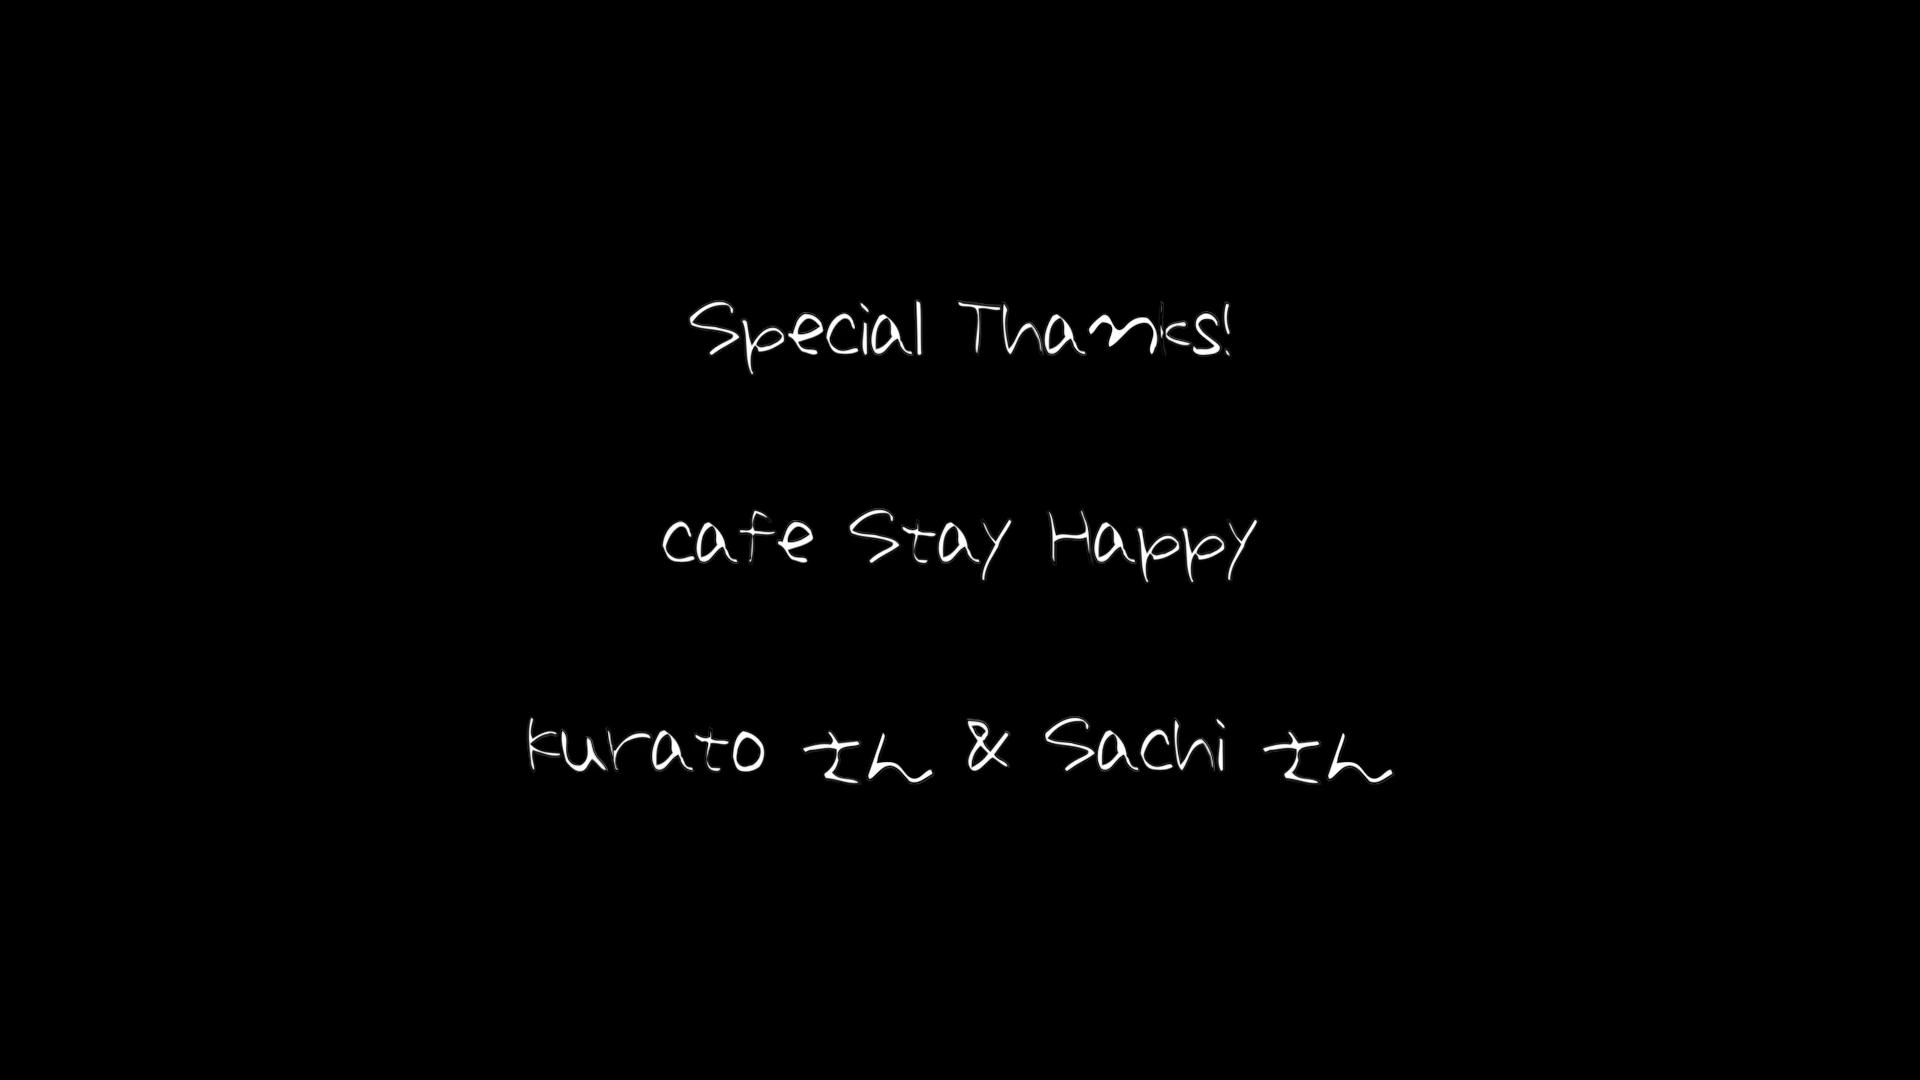 Special Thanks!
cafe Stay Happy
kurato さん & Sachi さん